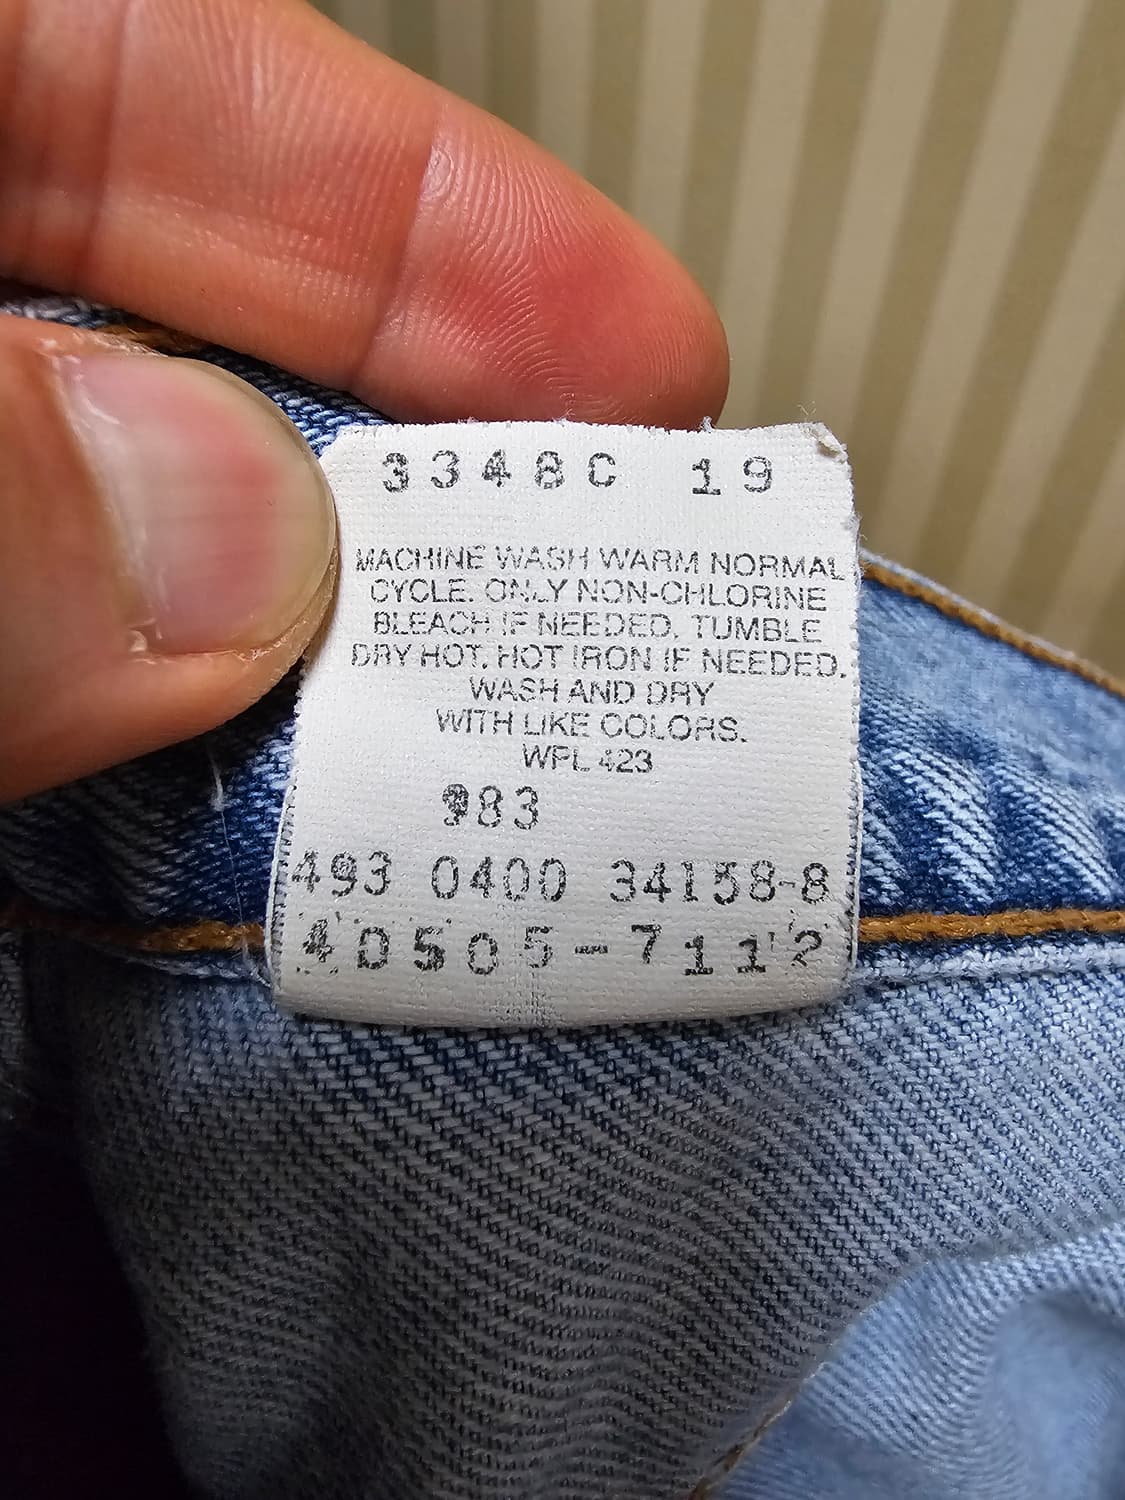 3348C 19
MACHINE WASH WARM NORMAL
CYCLE. ONLY NON-CHLORINE
BLEACH IF NEEDED. TUMBLE
DRY HOT. HOT IRON IF NEEDED.
WASH AND DRY
WITH LIKE COLORS.
WPL 423
983
493 0400 34158-8
40505-7112